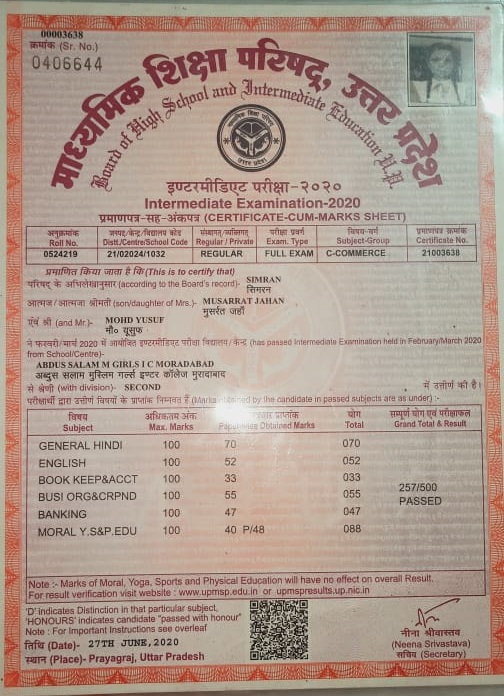 00003638
क्रमांक (Sr. No.)
0406644
माध्यमिक शिक्षा परिषद्, उत्तर प्रदेश
Board of High School and Intermediate Education U.P.
इण्टरमीडिएट परीक्षा-२०२०
Intermediate Examination-2020
प्रमाणपत्र-सह-अंकपत्र (CERTIFICATE-CUM-MARKS SHEET)
अनुक्रमांक जनपद/केन्द्र/विद्यालय कोड संस्थागत/व्यक्तिगत परीक्षा प्रकार विषय-वर्ग प्रमाणपत्र क्रमांक
Roll No. Distt./Centre/School Code Regular / Private Exam. Type Subject-Group Certificate No.
0524219 21/02024/1032 REGULAR FULL EXAM C-COMMERCE 21003638
प्रमाणित किया जाता है कि (This is to certify that)
परिषद के अभिलेखानुसार (according to the Board's record)- SIMRAN
सिमरन
आत्मज/आत्मजा श्रीमती (son/daughter of Mrs.)- MUSARRAT JAHAN
मुसर्रत जहाँ
एवं श्री (and Mr.)- MOHD YUSUF
मौ० यूसुफ
ने फरवरी/मार्च 2020 में आयोजित इण्टरमीडिएट परीक्षा विद्यालय/केन्द्र (has passed Intermediate Examination held in February/March 2020
from School/Centre)-
ABDUS SALAM M GIRLS I C MORADABAD
अब्दुस सलाम मुस्लिम गर्ल्स इण्टर कॉलेज मुरादाबाद
से श्रेणी (with division)- SECOND में उत्तीर्ण की है।
परीक्षार्थी द्वारा उत्तीर्ण विषयों के प्राप्तांक निम्नवत हैं (Marks obtained by the candidate in passed subjects are as under) :-
विषय अधिकतम अंक प्राप्तांक योग सम्पूर्ण योग एवं परीक्षाफल
Subject Max. Marks Paperwise Obtained Marks Total Grand Total & Result
GENERAL HINDI 100 70 070
ENGLISH 100 52 052
BOOK KEEP&ACCT 100 33 033
BUSI ORG&CRPND 100 55 055
257/500
PASSED
BANKING 100 47 047
MORAL Y.S&P.EDU 100 40 P/48 088
Note :- Marks of Moral, Yoga, Sports and Physical Education will have no effect on overall Result.
For result verification visit website : www.upmsp.edu.in or upmspresults.up.nic.in
'D' indicates Distinction in that particular subject,
'HONOURS' indicates candidate "passed with honour"
Note : For Important Instructions see overleaf
तिथि (Date)- 27TH JUNE,2020
स्थान (Place)- Prayagraj, Uttar Pradesh
नीना श्रीवास्तव
(Neena Srivastava)
सचिव (Secretary)